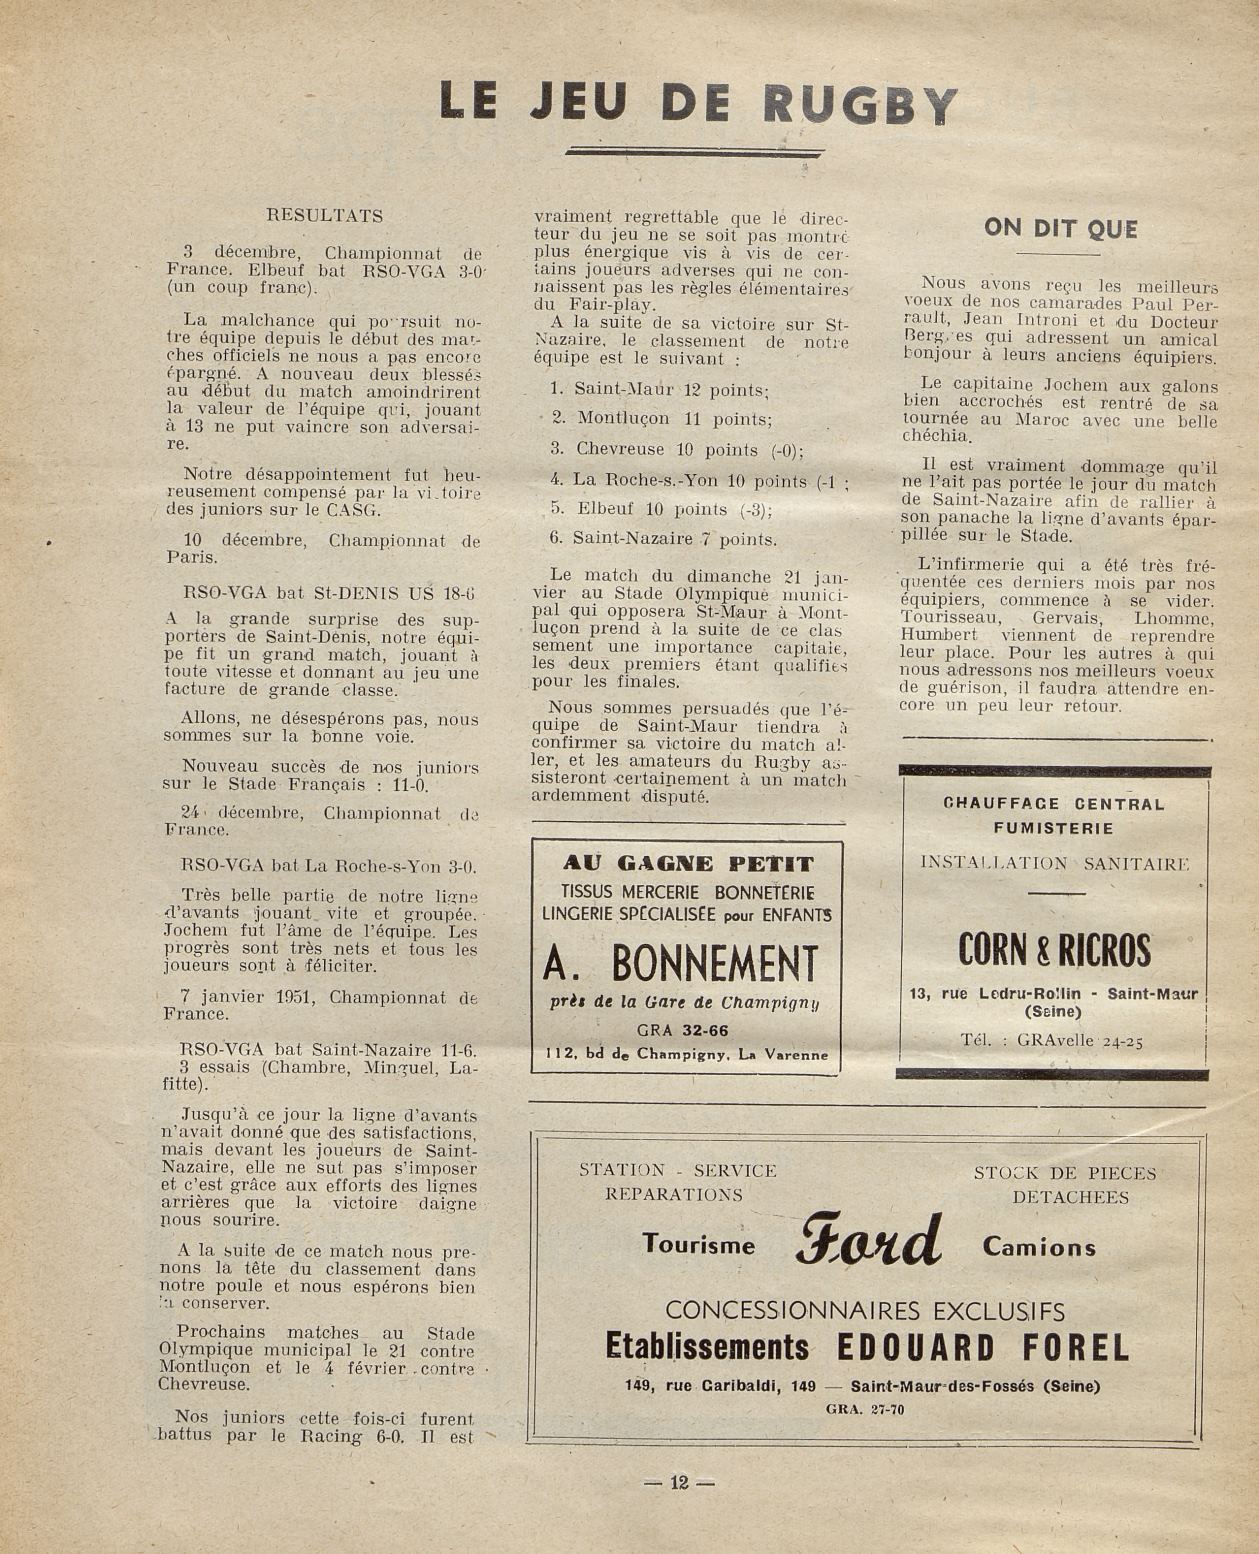 LE JEU DE RUGBY
RESULTATS
3 décembre, Championnat de
France. Elbeuf bat RSO-VGA 3-0
(un coup franc).
La malchance qui poursuit no-
tre équipe depuis le début des mat-
ches officiels ne nous a pas encore
épargné. A nouveau deux blessés
au début du match amoindrirent
la valeur de l'équipe qui, jouant
à 13 ne put vaincre son adversai-
re.
Notre désappointement fut heu-
reusement compensé par la vi toire
des juniors sur le CASG.
10 décembre, Championnat de
Paris.
RSO-VGA bat St-DENIS US 18-6
A la grande surprise des sup-
porters de Saint-Denis, notre équi-
pe fit un grand match, jouant à
toute vitesse et donnant au jeu une
facture de grande classe.
Allons, ne désespérons pas, nous
sommes sur la bonne voie.
Nouveau succès de nos juniors
sur le Stade Français : 11-0.
24 décembre, Championnat de
France.
RSO-VGA bat La Roche-s-Yon 3-0.
Très belle partie de notre ligne
d'avants jouant vite et groupée.
Jochem fut l'âme de l'équipe. Les
progrès sont très nets et tous les
joueurs sont à féliciter.
7 janvier 1951, Championnat de
France.
RSO-VGA bat Saint-Nazaire 11-6.
3 essais (Chambre, Minguel, La-
fitte).
Jusqu'à ce jour la ligne d'avants
n'avait donné que des satisfactions,
mais devant les joueurs de Saint-
Nazaire, elle ne sut pas s'imposer
et c'est grâce aux efforts des lignes
arrières que la victoire daigne
nous sourire.
A la suite de ce match nous pre-
nons la tête du classement dans
notre poule et nous espérons bien
la conserver.
Prochains matches au Stade
Olympique municipal le 21 contre
Montluçon et le 4 février contre
Chevreuse.
Nos juniors cette fois-ci furent
battus par le Racing 6-0. Il est
vraiment regrettable que le direc-
teur du jeu ne se soit pas montré
plus énergique vis à vis de cer-
tains joueurs adverses qui ne con-
naissent pas les règles élémentaires
du Fair-play.
A la suite de sa victoire sur St-
Nazaire, le classement de notre
équipe est le suivant :
1. Saint-Maur 12 points;
2. Montluçon 11 points;
3. Chevreuse 10 points (-0);
4. La Roche-s.-Yon 10 points (-1 ;
5. Elbeuf 10 points (-3);
6. Saint-Nazaire 7 points.
Le match du dimanche 21 jan-
vier au Stade Olympique munici-
pal qui opposera St-Maur à Mont-
luçon prend à la suite de ce clas
sement une importance capitale,
les deux premiers étant qualifiés
pour les finales.
Nous sommes persuadés que l'é-
quipe de Saint-Maur tiendra à
confirmer sa victoire du match al-
ler, et les amateurs du Rugby as-
sisteront certainement à un match
ardemment disputé.
AU GAGNE PETIT
TISSUS MERCERIE BONNETERIE
LINGERIE SPÉCIALISÉE pour ENFANTS
A. BONNEMENT
près de la Gare de Champigny
GRA 32-66
112, bd de Champigny, La Varenne
ON DIT QUE
Nous avons reçu les meilleurs
voeux de nos camarades Paul Per-
rault, Jean Introni et du Docteur
qui adressent un amical
bonjour à leurs anciens équipiers.
Le capitaine Jochem aux galons
bien accrochés est rentré de sa
tournée au Maroc avec une belle
chéchia.
Il est vraiment dommage qu'il
ne l'ait pas portée le jour du match
de Saint-Nazaire afin de rallier à
son panache la ligne d'avants épar-
pillée sur le Stade.
L'infirmerie qui a été très fré-
quentée ces derniers mois par nos
équipiers, commence à se vider.
Tourisseau, Gervais, Lhomme,
Humbert viennent de reprendre
leur place. Pour les autres à qui
nous adressons nos meilleurs voeux
de guérison, il faudra attendre en-
core un peu leur retour.
CHAUFFAGE CENTRAL
FUMISTERIE
INSTALLATION SANITAIRE
CORN & RICROS
13, rue Ledru-Rollin - Saint-Maur
(Seine)
Tél. : GRAvelle 24-25
STATION - SERVICE
REPARATIONS
STOCK DE PIECES
DETACHEES
Tourisme Ford Camions
CONCESSIONNAIRES EXCLUSIFS
Etablissements EDOUARD FOREL
149, rue Garibaldi, 149 — Saint-Maur-des-Fossés (Seine)
GRA. 27-70
— 12 —